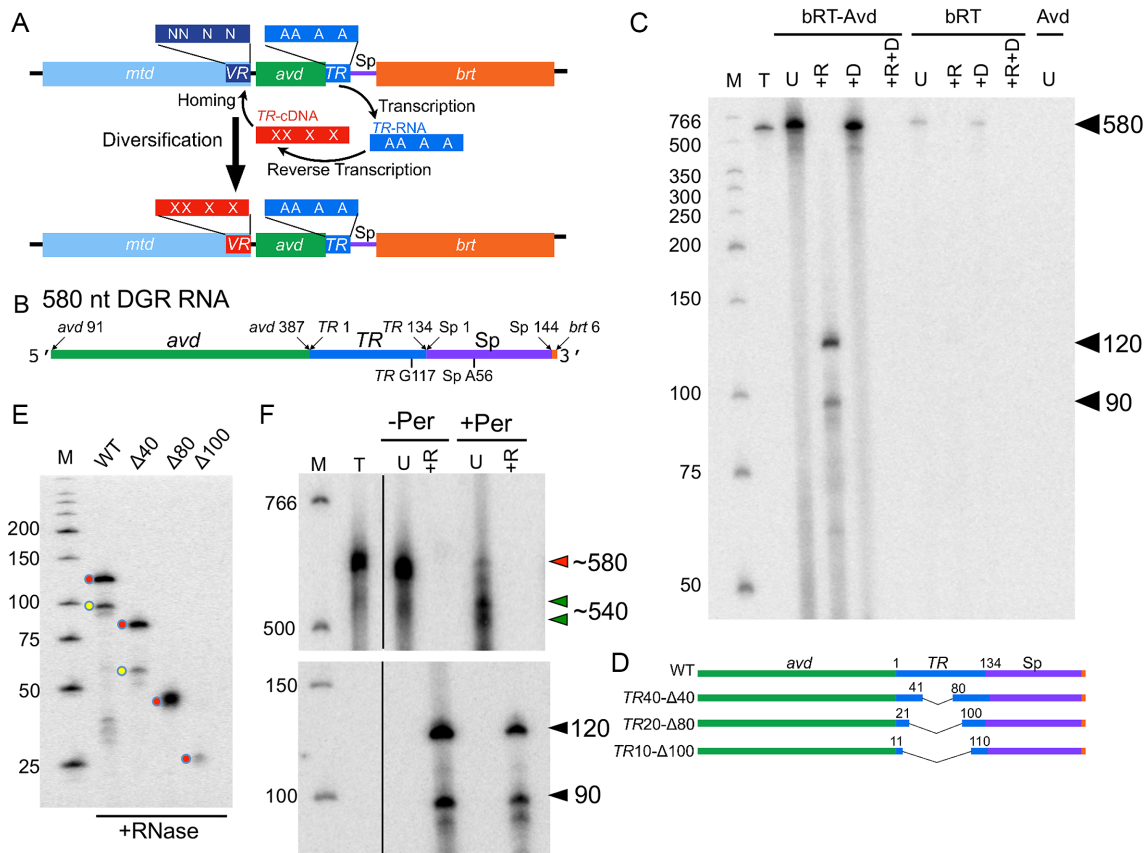 A
NN N N
AA A A
Sp
mtd
VR
avd
TR
brt
Homing
Transcription
TR-cDNA
XX X X
TR-RNA
AA A A
Diversification
Reverse Transcription
XX X X
AA A A
Sp
mtd
VR
avd
TR
brt
B
580 nt DGR RNA
avd 91
avd 387
TR 1
TR 134
Sp 1
Sp 144
brt 6
5 '
avd
TR
Sp
3 '
TR G117
Sp A56
C
bRT-Avd
bRT
Avd
M
T
U
+R
+D
+R+D
U
+R
+D
+R+D
U
766
500
350
300
250
200
150
100
75
50
580
120
90
D
WT
avd
1
TR
134
Sp
TR40-Δ40
41
80
TR20-Δ80
21
100
TR10-Δ100
11
110
E
M
WT
Δ40
Δ80
Δ100
200
150
100
75
50
25
+RNase
F
-Per
+Per
M
T
U
+R
U
+R
766
500
~580
~540
150
100
120
90